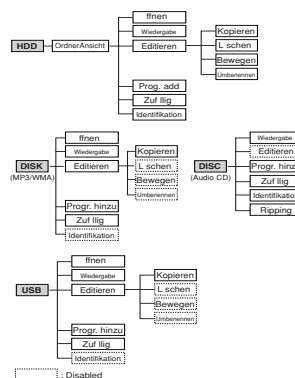 ffnen
Wiedergabe
Kopieren
HDD
OrdnerAnsicht
Editieren
L schen
Bewegen
Umbenennen
Prog. add
Zuf llig
Identifikation
ffnen
Wiedergabe
Kopieren
DISK
(MP3/WMA)
Editieren
L schen
Bewegen
Umbenennen
Progr. hinzu
Zuf llig
Identifikation
DISC
(Audio CD)
Wiedergabe
Editieren
Progr. hinzu
Zuf llig
Identifikation
Ripping
ffnen
Wiedergabe
Kopieren
USB
Editieren
L schen
Bewegen
Umbenennen
Progr. hinzu
Zuf llig
Identifikation
: Disabled